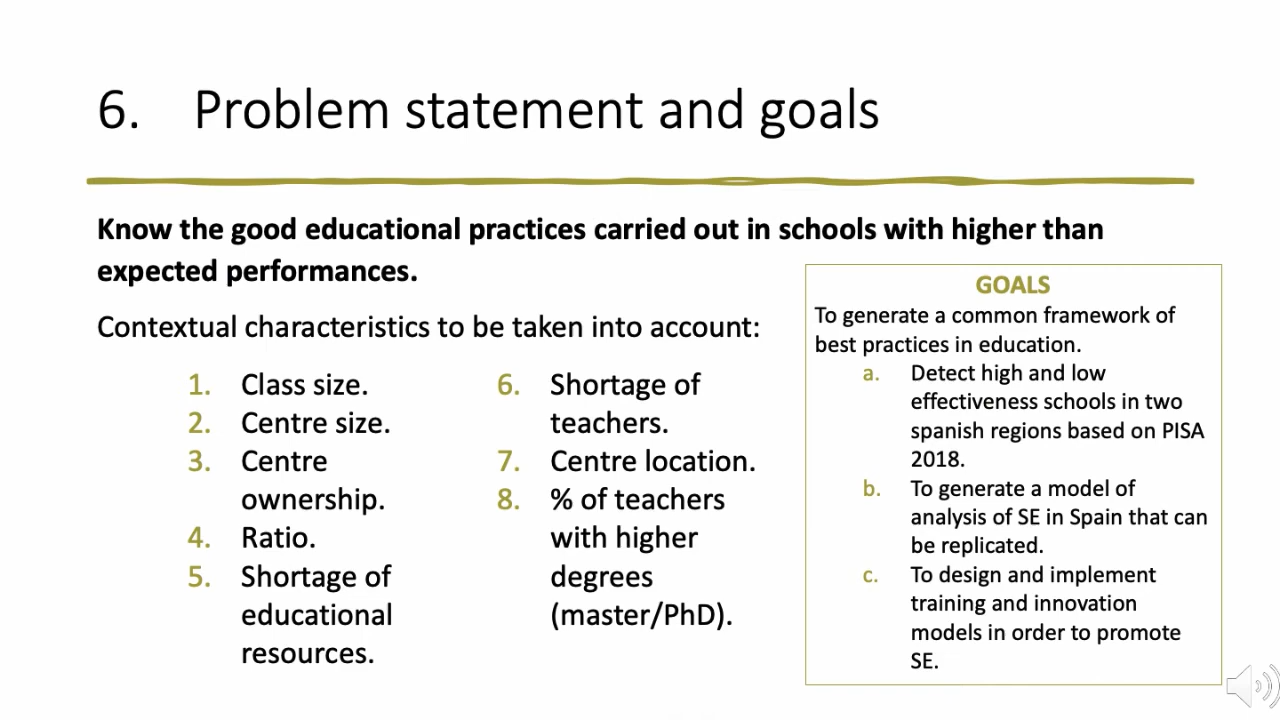 6. Problem statement and goals
Know the good educational practices carried out in schools with higher than
expected performances.
Contextual characteristics to be taken into account:
1. Class size.
2. Centre size.
3. Centre
ownership.
4. Ratio.
5. Shortage of
educational
resources.
6. Shortage of
teachers.
7. Centre location.
8. % of teachers
with higher
degrees
(master/PhD).
GOALS
To generate a common framework of
best practices in education.
a. Detect high and low
effectiveness schools in two
spanish regions based on PISA
2018.
b. To generate a model of
analysis of SE in Spain that can
be replicated.
c. To design and implement
training and innovation
models in order to promote
SE.